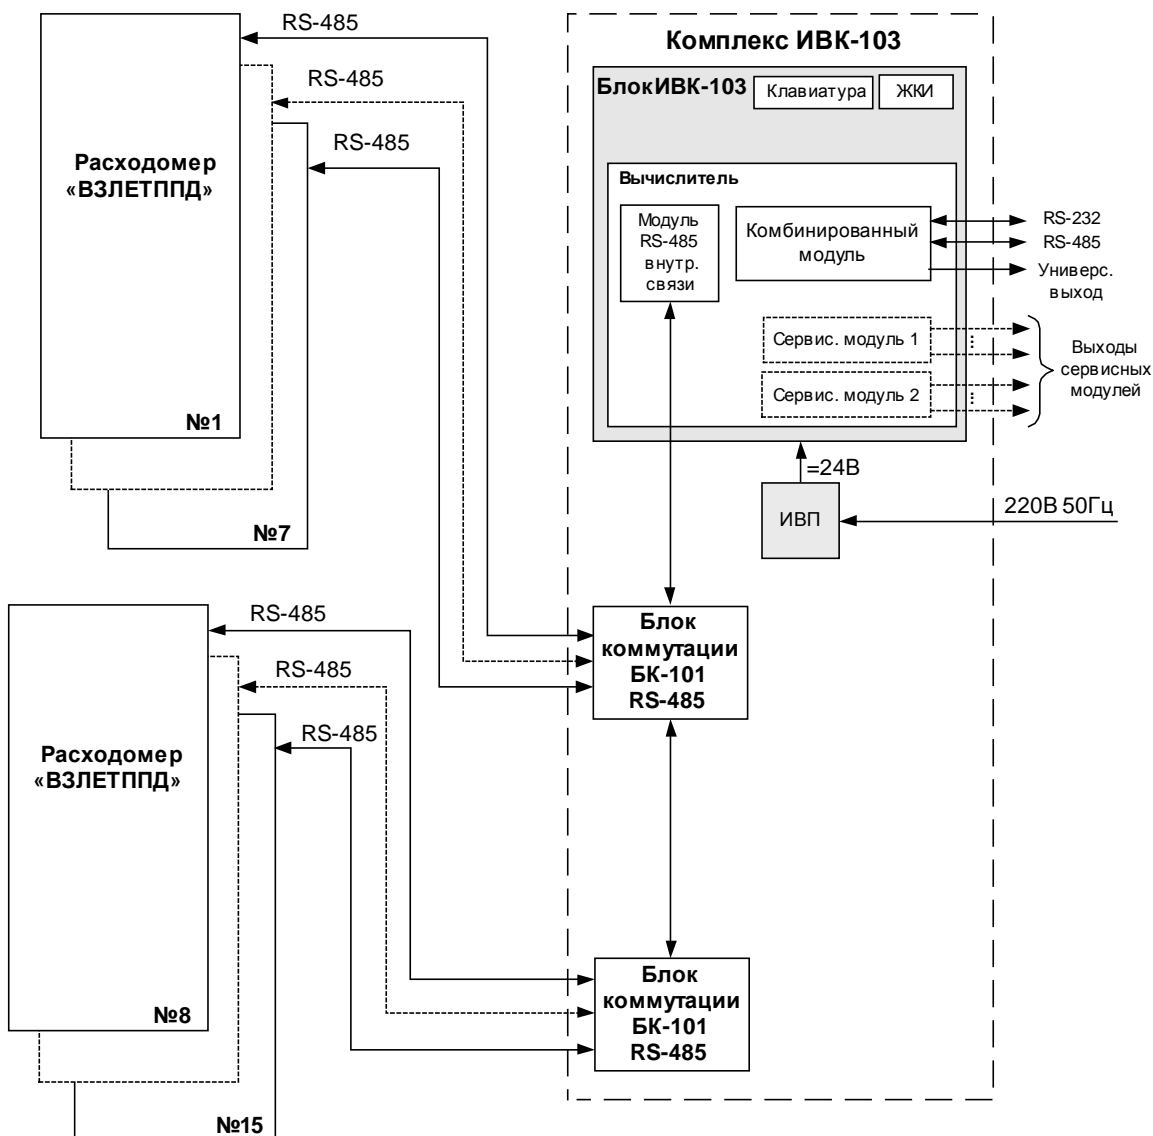 RS-485
RS-485
RS-485
Расходомер
«ВЗЛЕТППД»
№1
№7
Комплекс ИВК-103
Блок ИВК-103
Клавиатура
ЖКИ
Вычислитель
Модуль
RS-485
внутр.
связи
Комбинированный
модуль
RS-232
RS-485
Универс.
выход
Сервис. модуль 1
...
Сервис. модуль 2
...
Выходы
сервисных
модулей
=24В
ИВП
220В 50Гц
RS-485
RS-485
RS-485
Расходомер
«ВЗЛЕТППД»
№8
№15
Блок
коммутации
БК-101
RS-485
Блок
коммутации
БК-101
RS-485